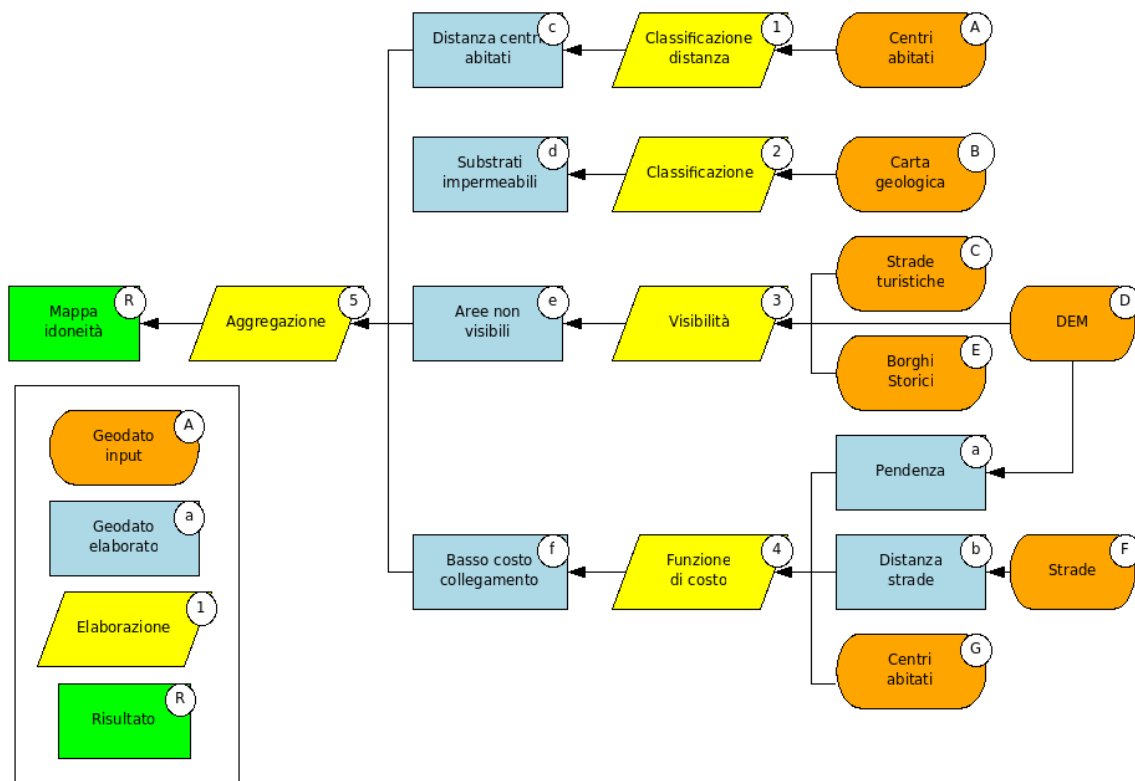 Distanza centri
abitati
c
Classificazione
distanza
1
Centri
abitati
A
Substrati
impermeabili
d
Classificazione
2
Carta
geologica
B
Strade
turistiche
C
Mappa
idoneità
R
Aggregazione
5
Aree non
visibili
e
Visibilità
3
DEM
D
Borghi
Storici
E
Pendenza
a
Basso costo
collegamento
f
Funzione
di costo
4
Distanza
strade
b
Strade
F
Centri
abitati
G
Geodato
input
A
Geodato
elaborato
a
Elaborazione
1
Risultato
R